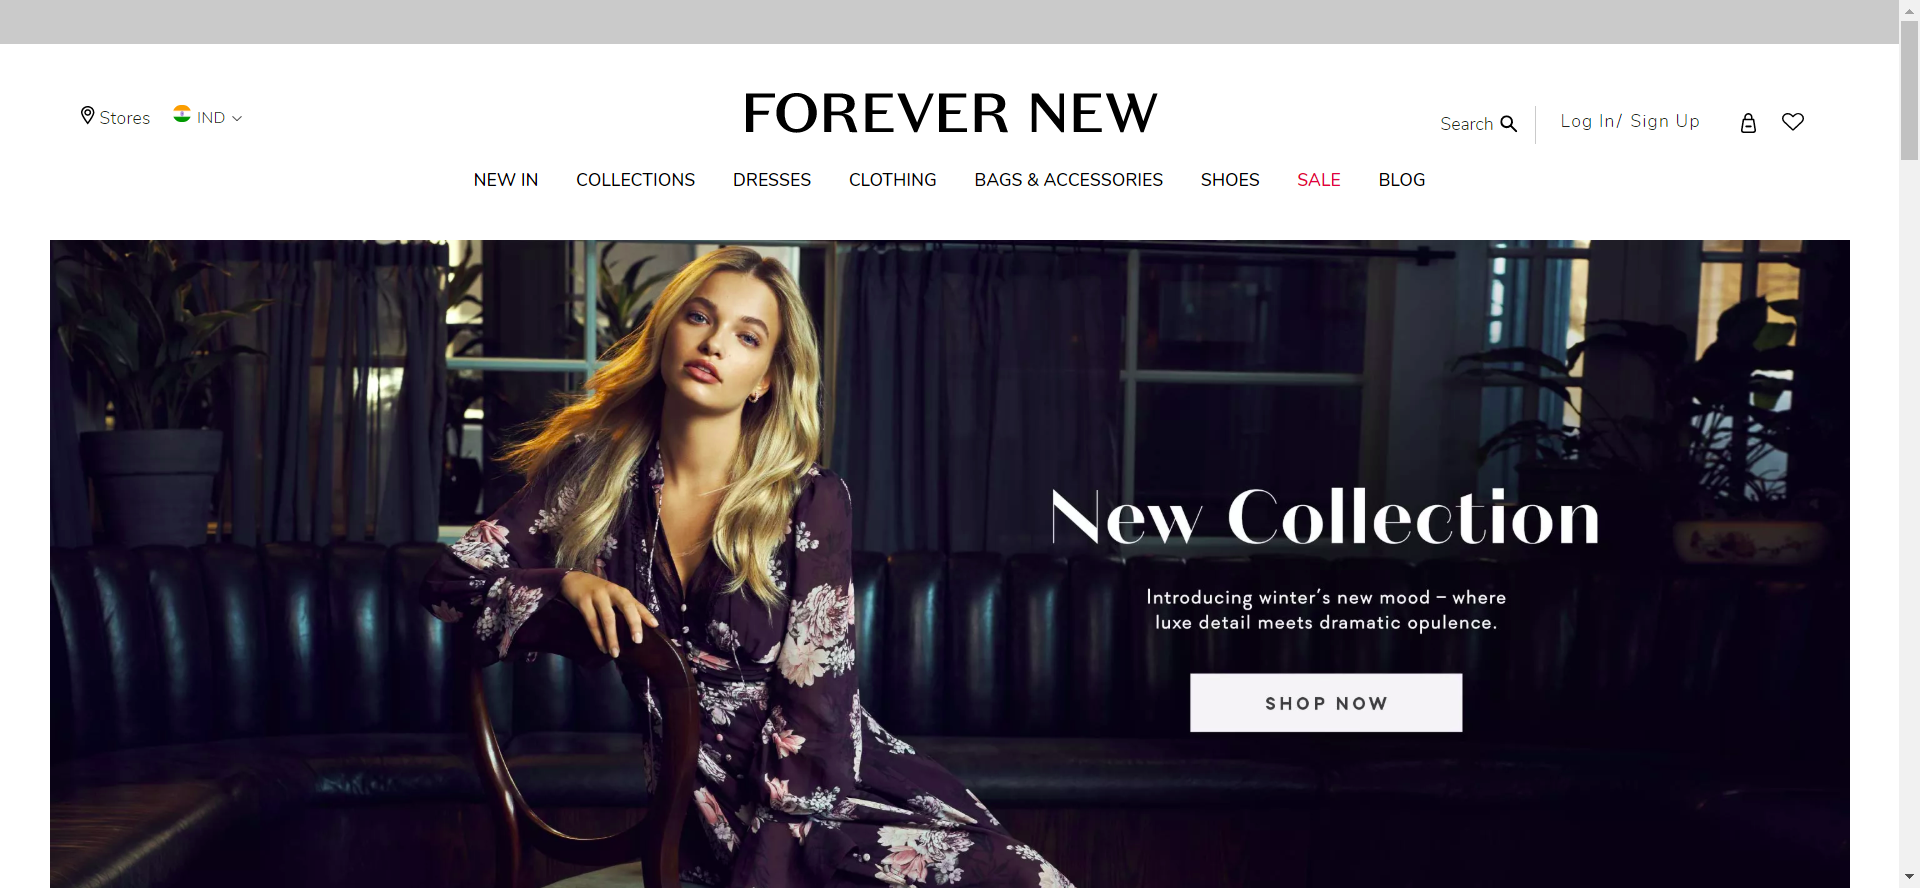 Stores IND
FOREVER NEW
Search Log In/ Sign Up
NEW IN COLLECTIONS DRESSES CLOTHING BAGS & ACCESSORIES SHOES SALE BLOG
New Collection
Introducing winter's new mood – where
luxe detail meets dramatic opulence.
SHOP NOW